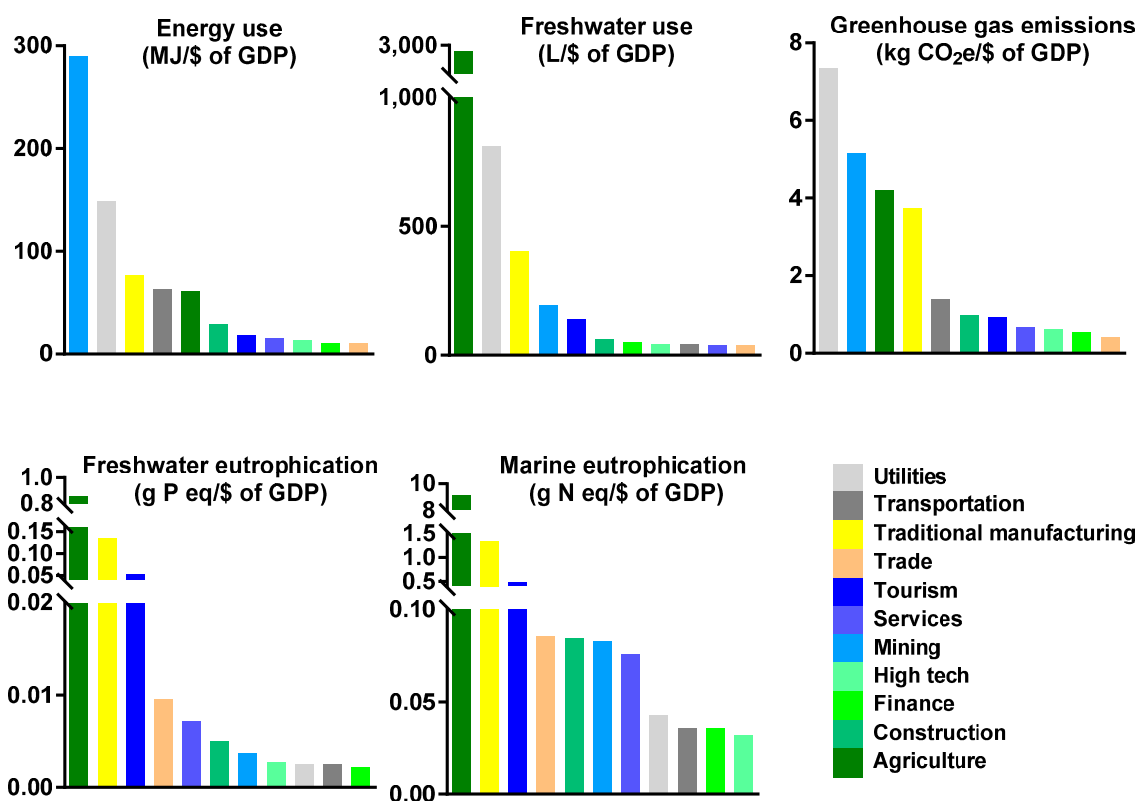 Energy use
(MJ/$ of GDP)
300
200
100
0
Freshwater use
(L/$ of GDP)
3,000
1,000
500
0
Greenhouse gas emissions
(kg CO₂e/$ of GDP)
8
6
4
2
0
Freshwater eutrophication
(g P eq/$ of GDP)
1.0
0.8
0.15
0.10
0.05
0.02
0.01
0.00
Marine eutrophication
(g N eq/$ of GDP)
10
8
1.5
1.0
0.5
0.10
0.05
0.00
Utilities
Transportation
Traditional manufacturing
Trade
Tourism
Services
Mining
High tech
Finance
Construction
Agriculture